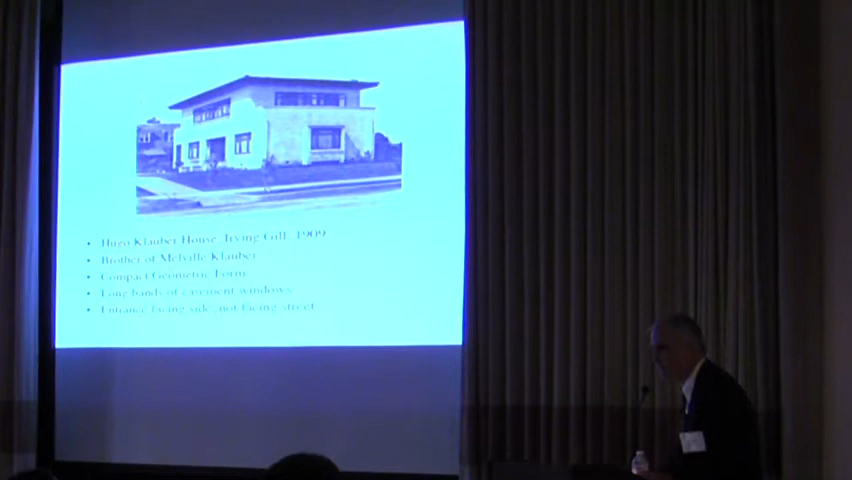 • Hugo Klauber House, Irving Gill, 1909
• Brother of Melville Klauber
• Compact Geometric Form
• Long bands of casement windows
• Entrance facing side, not facing street